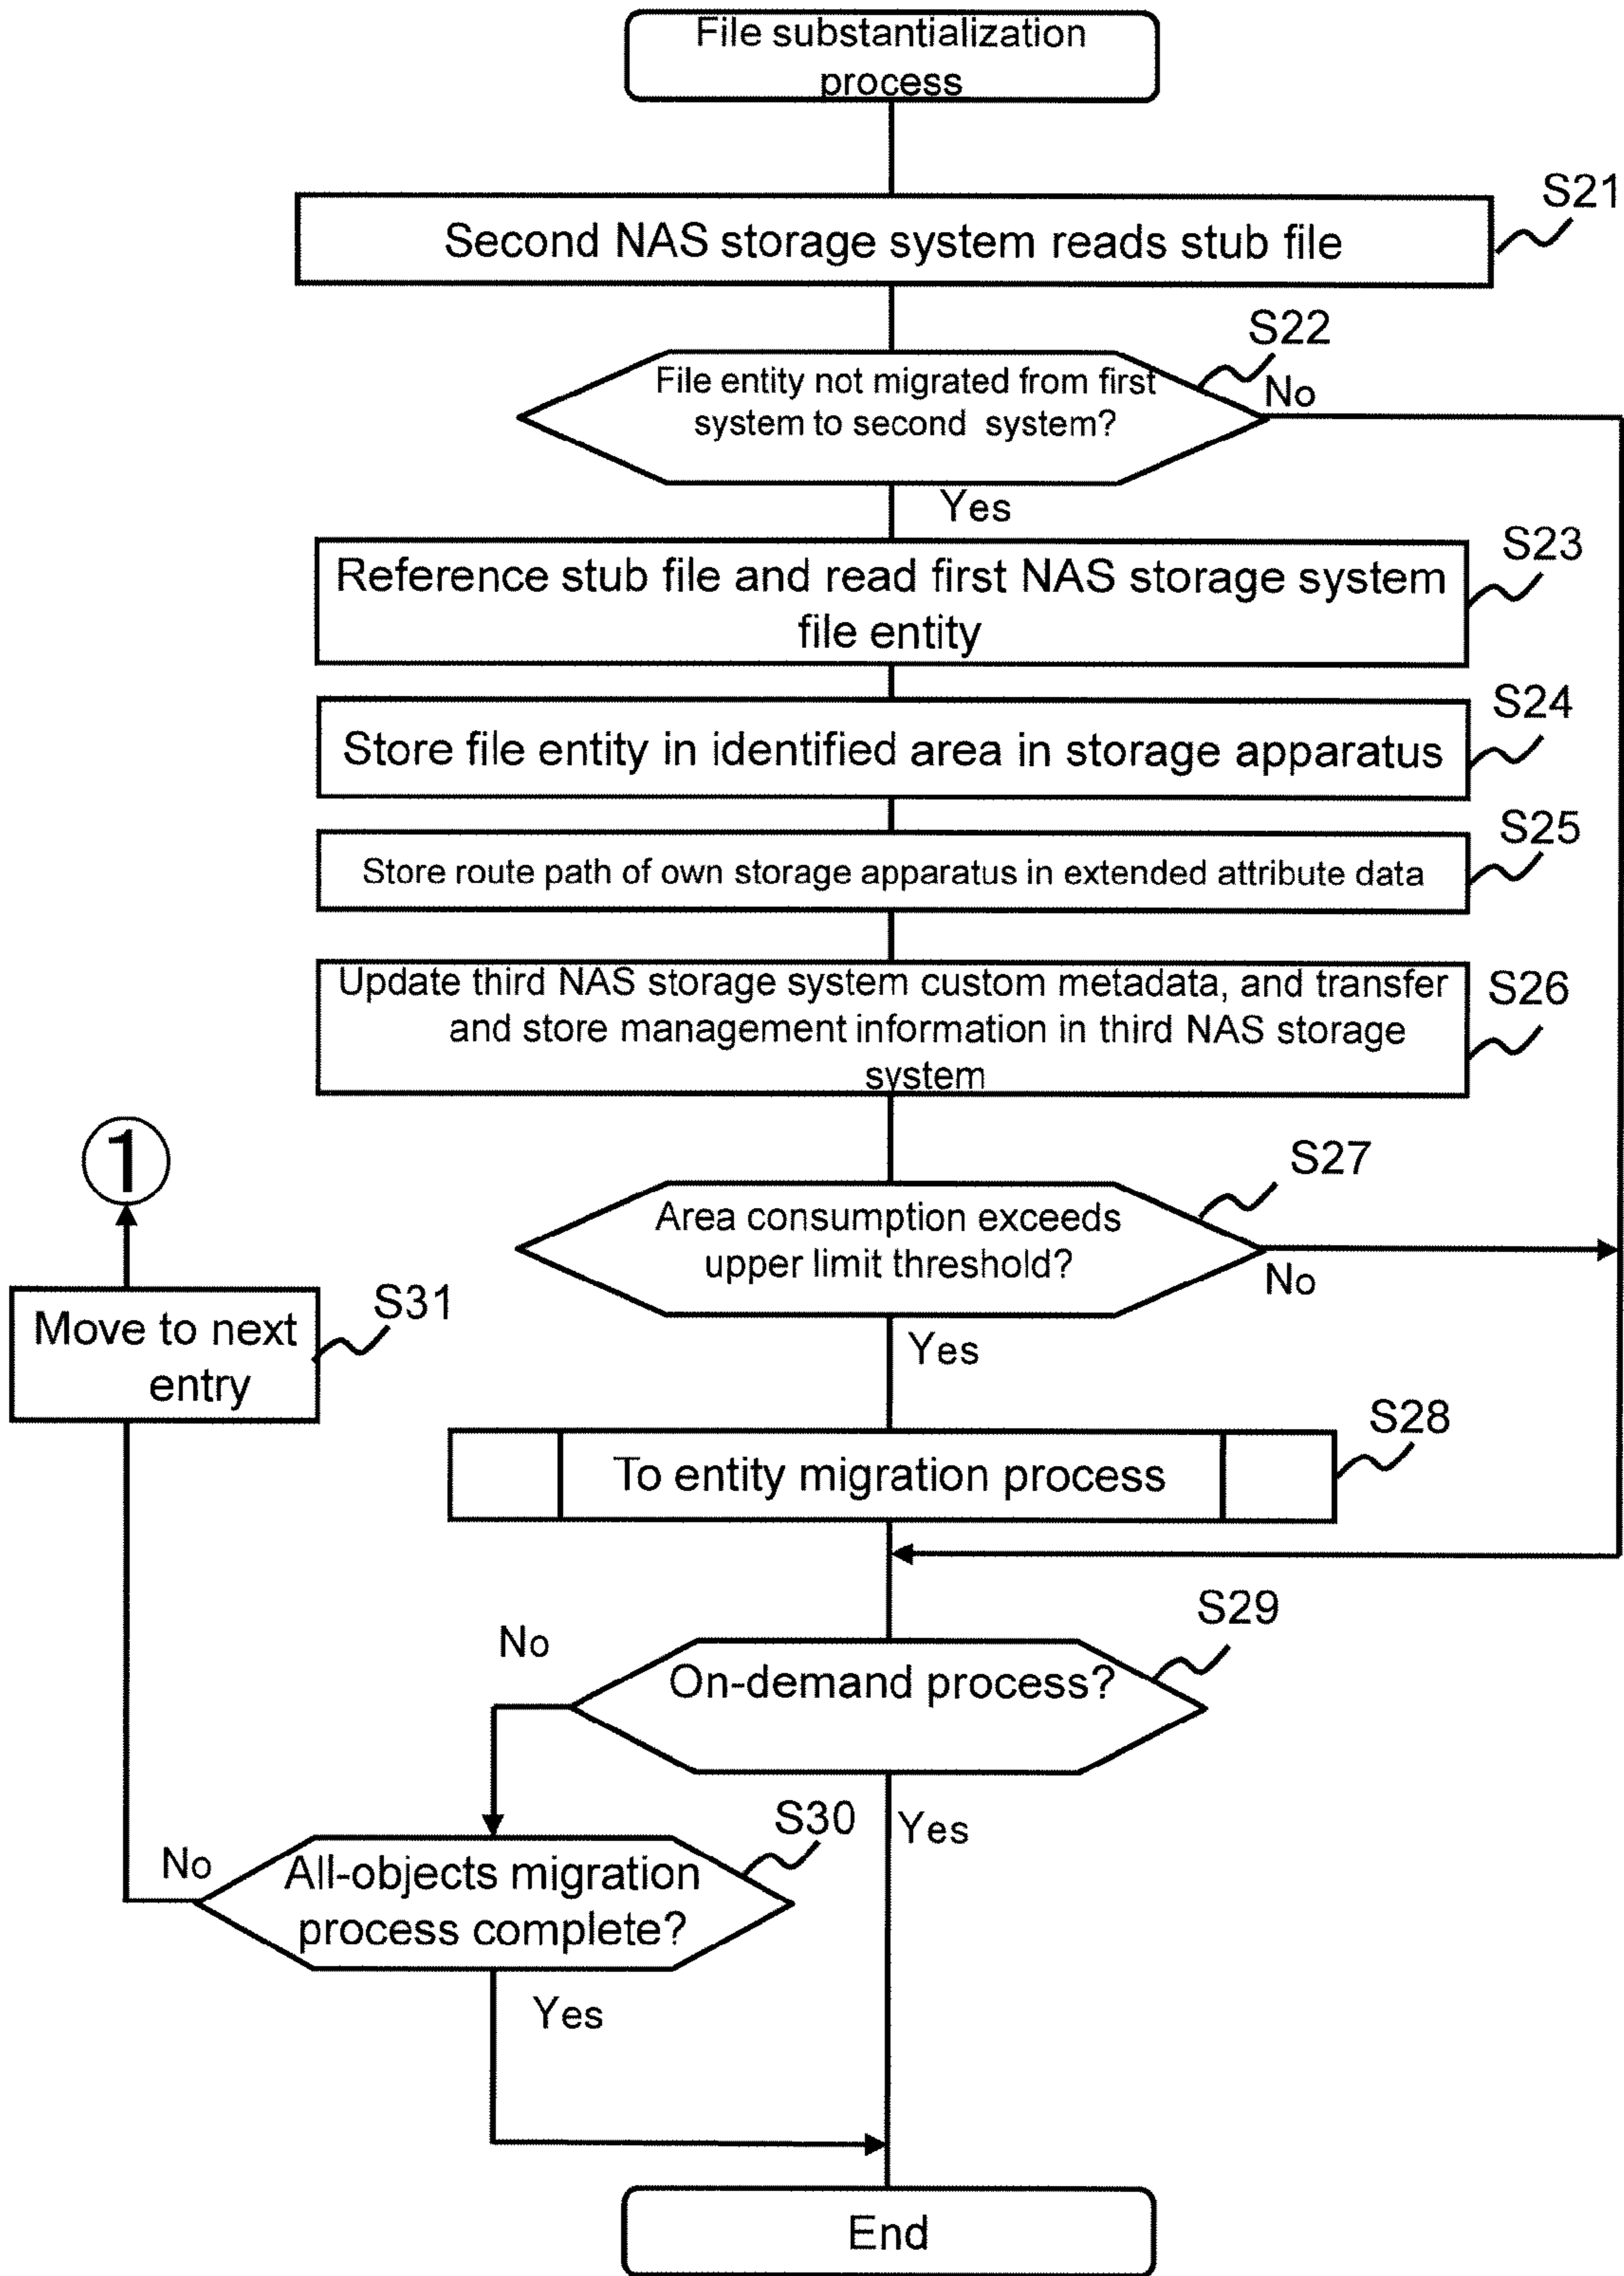 File substantialization
process
S21
Second NAS storage system reads stub file
S22
File entity not migrated from first
system to second system?
No
Yes
S23
Reference stub file and read first NAS storage system
file entity
S24
Store file entity in identified area in storage apparatus
S25
Store route path of own storage apparatus in extended attribute data
Update third NAS storage system custom metadata, and transfer
and store management information in third NAS storage
system
S26
1
S27
Area consumption exceeds
upper limit threshold?
No
Yes
S31
Move to next
entry
S28
To entity migration process
S29
No
On-demand process?
Yes
S30
No
All-objects migration
process complete?
Yes
End